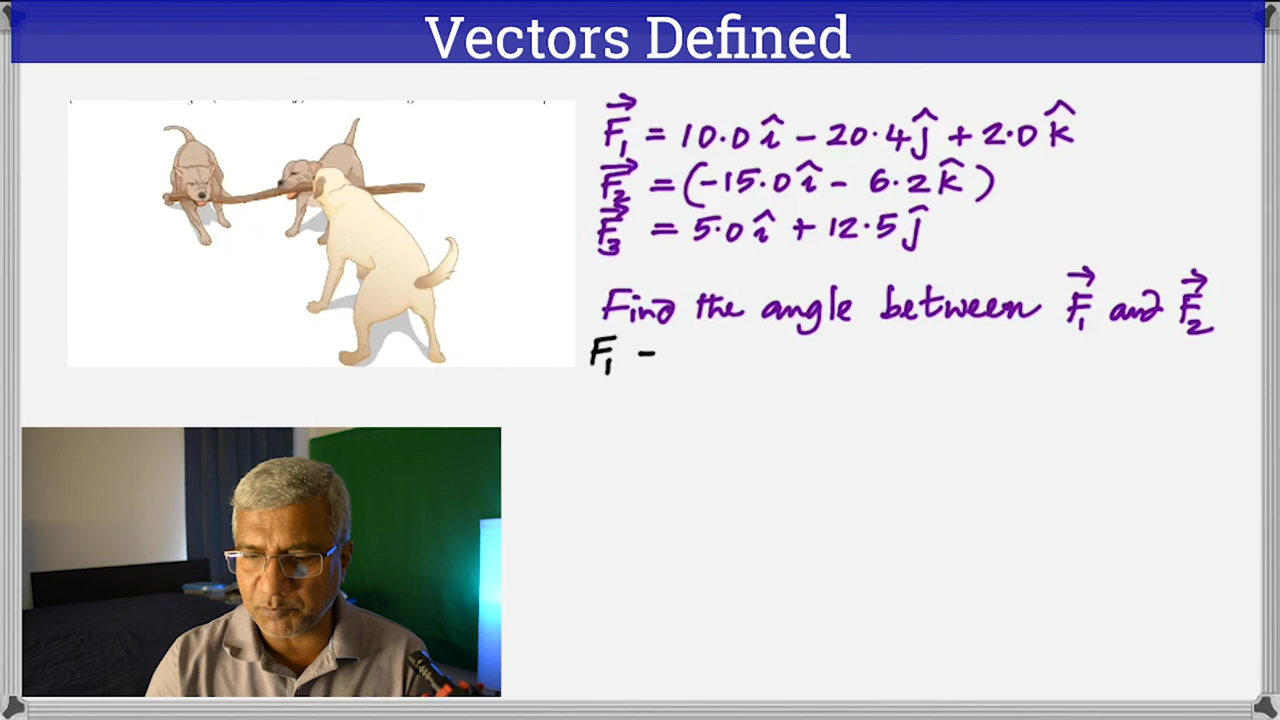 Vectors Defined
F₁⃗ = 10.0 î - 20.4 ĵ + 2.0 k̂
F₂⃗ = (-15.0 î - 6.2 k̂)
F₃⃗ = 5.0 î + 12.5 ĵ
Find the angle between F₁⃗ and F₂⃗
F₁ -